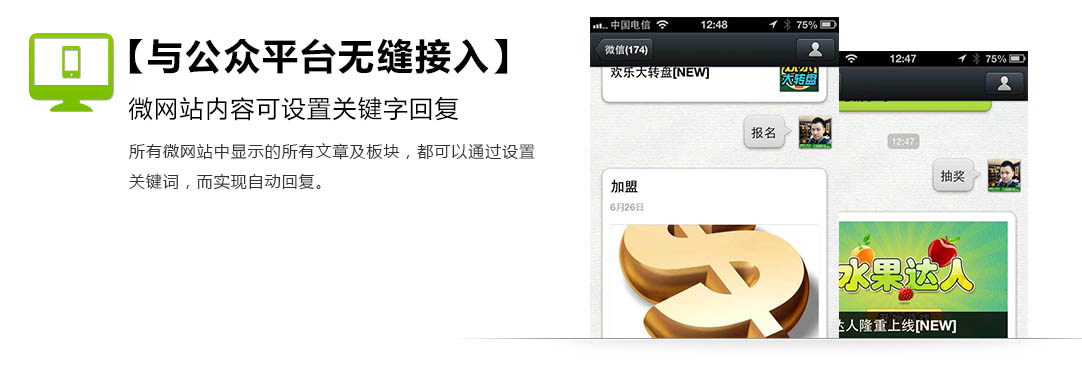 【与公众平台无缝接入】
微网站内容可设置关键字回复
所有微网站中显示的所有文章及板块，都可以通过设置
关键词，而实现自动回复。
中国电信 12:48 75%
微信(174)
欢乐大转盘[NEW]
大转盘
报名
加盟
6月26日
12:47 75%
12:47
抽奖
水果达人
达人隆重上线[NEW]